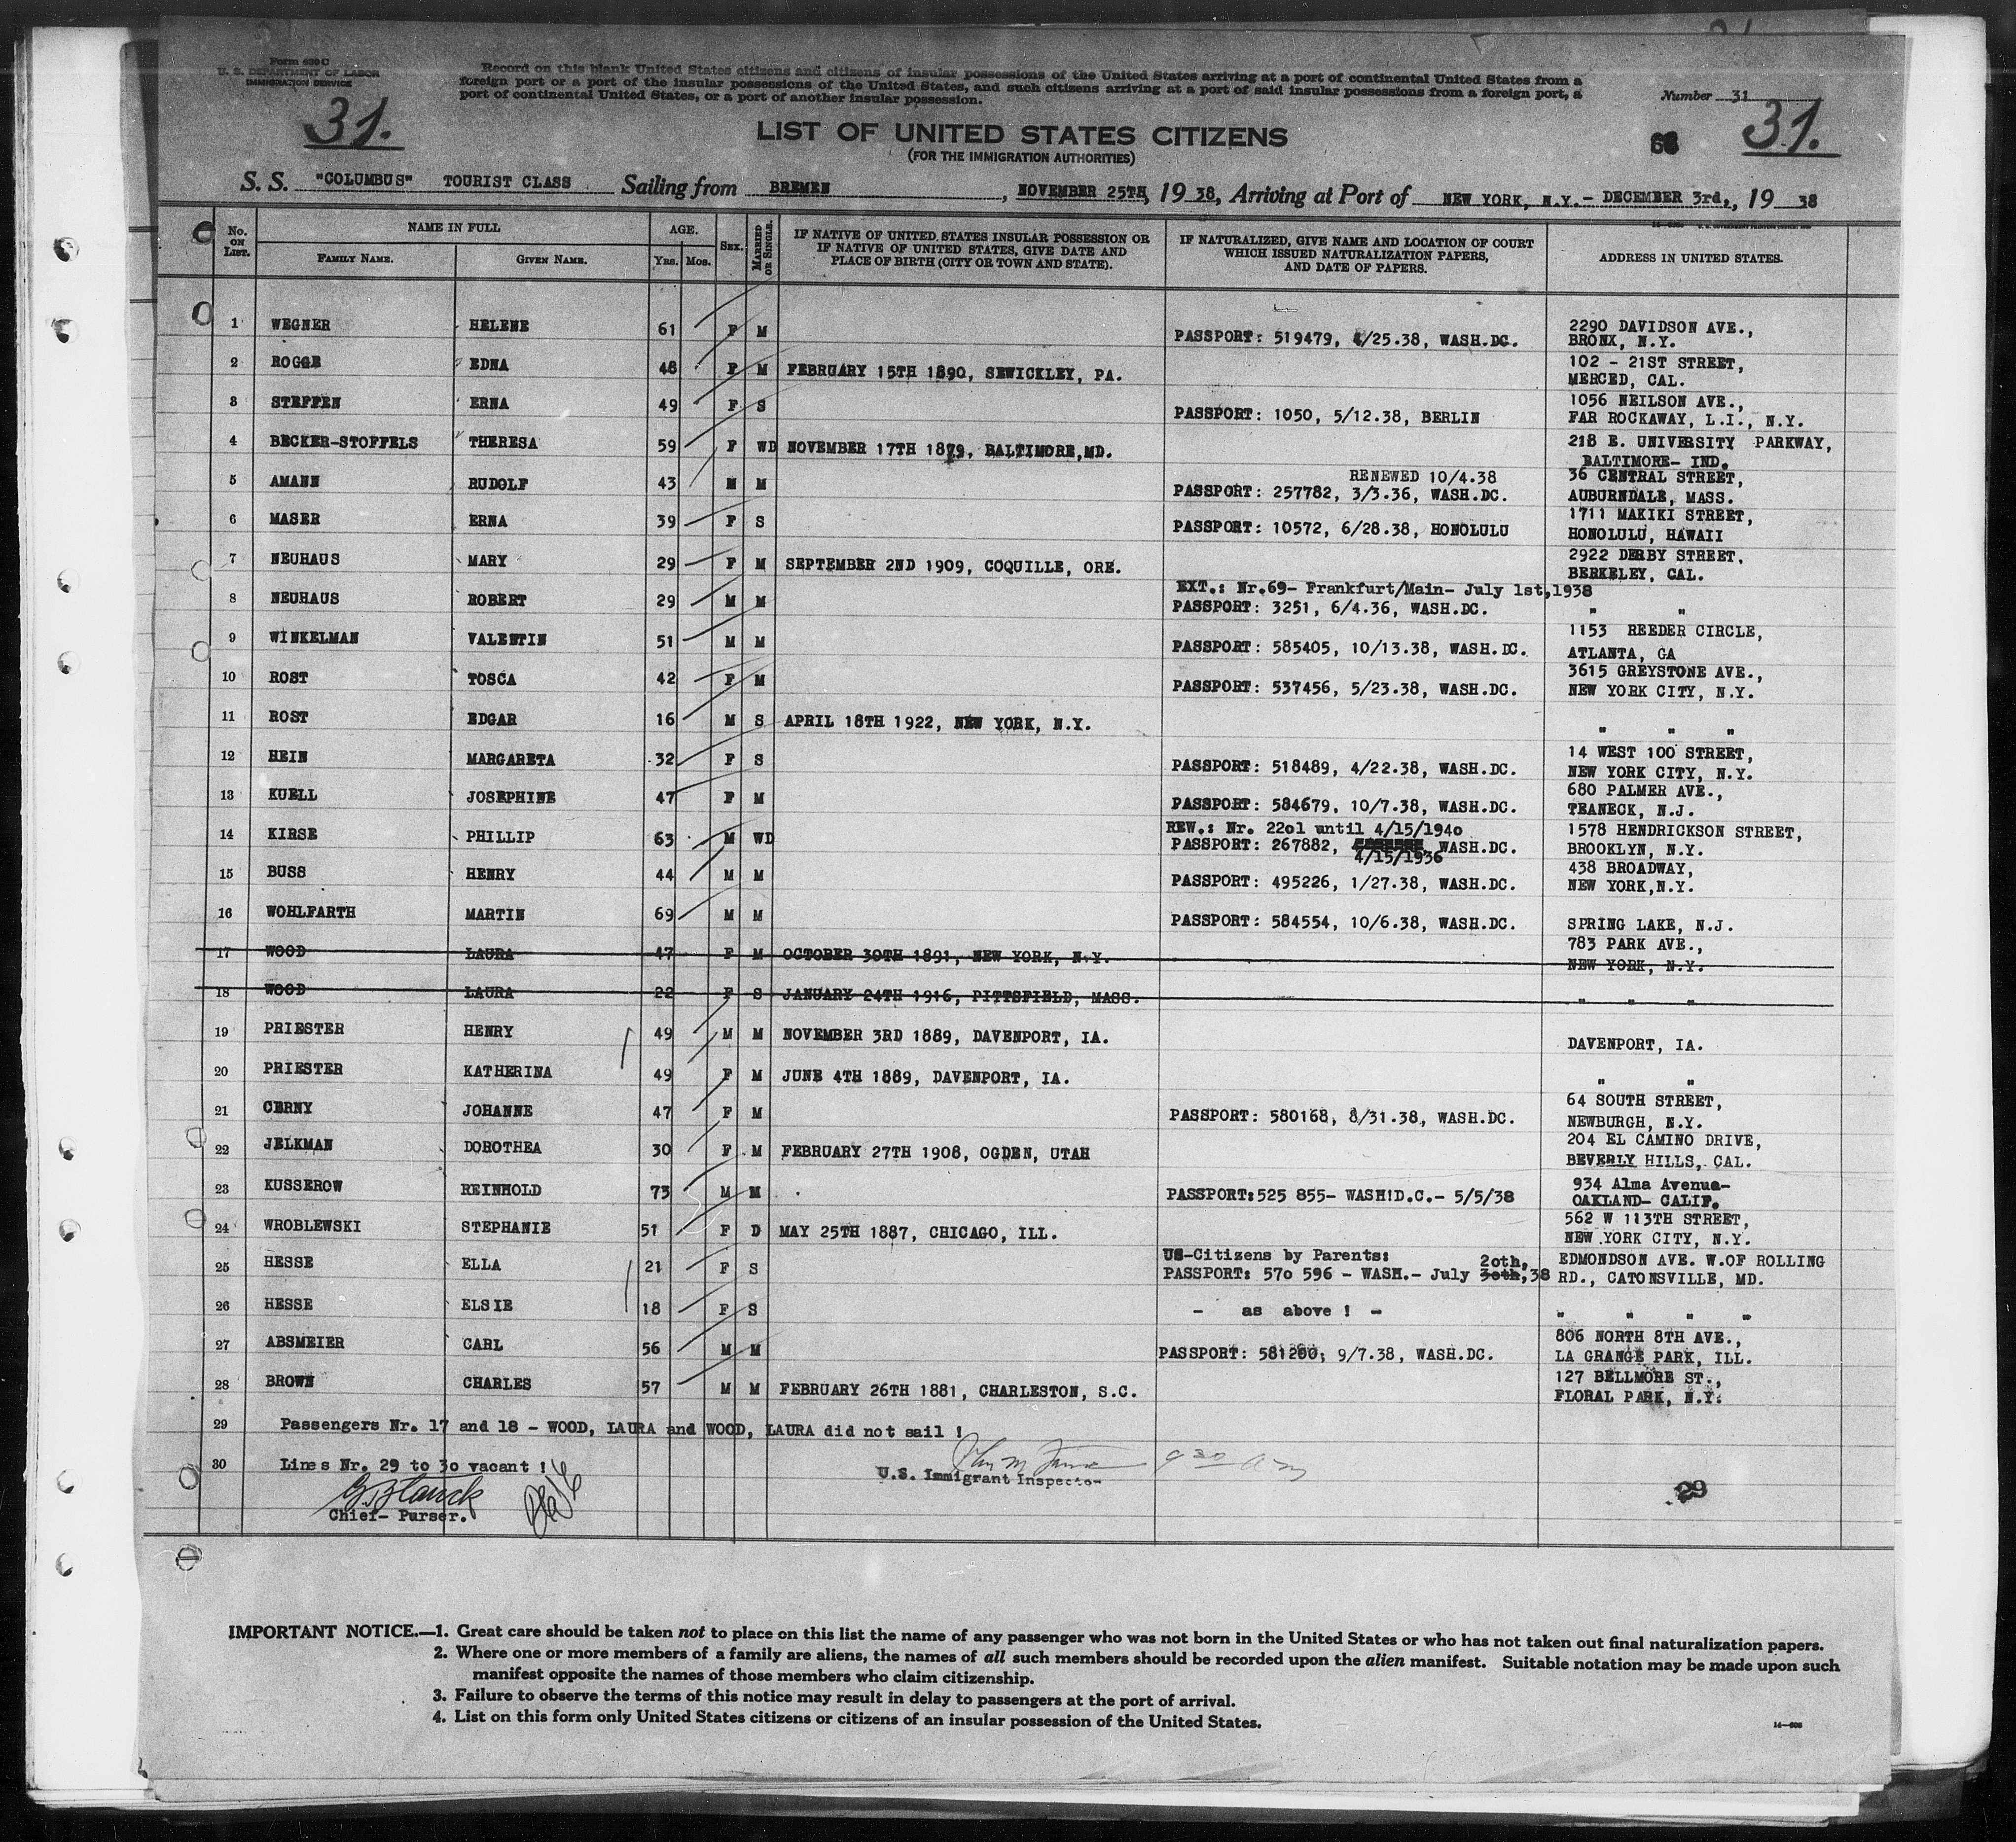 Form 630 C
U. S. DEPARTMENT OF LABOR
IMMIGRATION SERVICE
Record on this blank United States citizens and citizens of insular possessions of the United States arriving at a port of continental United States from a
foreign port or a port of the insular possessions of the United States, and such citizens arriving at a port of said insular possessions from a foreign port, a
port of continental United States, or a port of another insular possession.
Number 31
31.
31.
LIST OF UNITED STATES CITIZENS
(FOR THE IMMIGRATION AUTHORITIES)
S. S. "COLUMBUS" TOURIST CLASS Sailing from BREMEN, NOVEMBER 25TH, 1938, Arriving at Port of NEW YORK, N.Y.- DECEMBER 3rd., 1938
No. ON LIST. NAME IN FULL FAMILY NAME. GIVEN NAME. AGE. Yrs. Mos. SEX. MARRIED OR SINGLE. IF NATIVE OF UNITED STATES INSULAR POSSESSION OR IF NATIVE OF UNITED STATES, GIVE DATE AND PLACE OF BIRTH (CITY OR TOWN AND STATE). IF NATURALIZED, GIVE NAME AND LOCATION OF COURT WHICH ISSUED NATURALIZATION PAPERS, AND DATE OF PAPERS. ADDRESS IN UNITED STATES.
1 WEGNER HELENE 61 F M PASSPORT: 519479, 4/25.38, WASH.DC. 2290 DAVIDSON AVE., BRONX, N.Y.
2 ROGGE EDNA 48 F M FEBRUARY 15TH 1890, SEWICKLEY, PA. 102 - 21ST STREET, MERCED, CAL.
3 STEFFEN ERNA 49 F S PASSPORT: 1050, 5/12.38, BERLIN 1056 NEILSON AVE., FAR ROCKAWAY, L.I., N.Y.
4 BECKER-STOFFELS THERESA 59 F WD NOVEMBER 17TH 1879, BALTIMORE,MD. 218 E. UNIVERSITY PARKWAY, BALTIMORE- IND.
5 AMANN RUDOLF 43 M M RENEWED 10/4.38 PASSPORT: 257782, 3/3.36, WASH.DC. 36 CENTRAL STREET, AUBURNDALE, MASS.
6 MASER ERNA 39 F S PASSPORT: 10572, 6/28.38, HONOLULU 1711 MAKIKI STREET, HONOLULU, HAWAII
7 NEUHAUS MARY 29 F M SEPTEMBER 2ND 1909, COQUILLE, ORE. 2922 DERBY STREET, BERKELEY, CAL.
8 NEUHAUS ROBERT 29 M M EXT.: Nr.69- Frankfurt/Main- July 1st,1938 PASSPORT: 3251, 6/4.36, WASH.DC. " "
9 WINKELMAN VALENTIN 51 M M PASSPORT: 585405, 10/13.38, WASH.DC. 1153 REEDER CIRCLE, ATLANTA, GA
10 ROST TOSCA 42 F M PASSPORT: 537456, 5/23.38, WASH.DC. 3615 GREYSTONE AVE., NEW YORK CITY, N.Y.
11 ROST EDGAR 16 M S APRIL 18TH 1922, NEW YORK, N.Y. " " "
12 HEIN MARGARETA 32 F S PASSPORT: 518489, 4/22.38, WASH.DC. 14 WEST 100 STREET, NEW YORK CITY, N.Y.
13 KUELL JOSEPHINE 47 F M PASSPORT: 584679, 10/7.38, WASH.DC. 680 PALMER AVE., TEANECK, N.J.
14 KIRSE PHILLIP 63 M WD REW.: Nr. 22o1 until 4/15/194o PASSPORT: 267882, WASH.DC. 4/15/1936 1578 HENDRICKSON STREET, BROOKLYN, N.Y.
15 BUSS HENRY 44 M M PASSPORT: 495226, 1/27.38, WASH.DC. 438 BROADWAY, NEW YORK,N.Y.
16 WOHLFARTH MARTIN 69 M M PASSPORT: 584554, 10/6.38, WASH.DC. SPRING LAKE, N.J.
17 WOOD LAURA 47 F M OCTOBER 30TH 1891, NEW YORK, N.Y. 783 PARK AVE., NEW YORK, N.Y.
18 WOOD LAURA 22 F S JANUARY 24TH 1916, PITTSFIELD, MASS. " " "
19 PRIESTER HENRY 49 M M NOVEMBER 3RD 1889, DAVENPORT, IA. DAVENPORT, IA.
20 PRIESTER KATHERINA 49 F M JUNE 4TH 1889, DAVENPORT, IA. " "
21 CERNY JOHANNE 47 F M PASSPORT: 580168, 8/31.38, WASH.DC. 64 SOUTH STREET, NEWBURGH, N.Y.
22 JELKMAN DOROTHEA 30 F M FEBRUARY 27TH 1908, OGDEN, UTAH 204 EL CAMINO DRIVE, BEVERLY HILLS, CAL.
23 KUSSEROW REINHOLD 73 M M PASSPORT:525 855- WASH!D.C.- 5/5/38 934 Alma Avenue- OAKLAND- CALIF.
24 WROBLEWSKI STEPHANIE 51 F D MAY 25TH 1887, CHICAGO, ILL. 562 W 113TH STREET, NEW YORK CITY, N.Y.
25 HESSE ELLA 21 F S US-Citizens by Parents: PASSPORT: 57o 596 - WASH.- July 2oth, 3oth,38 EDMONDSON AVE. W.OF ROLLING RD., CATONSVILLE, MD.
26 HESSE ELSIE 18 F S - as above ! - " " " "
27 ABSMEIER CARL 56 M M PASSPORT: 581200, 9/7.38, WASH.DC. 806 NORTH 8TH AVE., LA GRANGE PARK, ILL.
28 BROWN CHARLES 57 M M FEBRUARY 26TH 1881, CHARLESTON, S.C. 127 BELLMORE ST., FLORAL PARK, N.Y.
29 Passengers Nr. 17 and 18 - WOOD, LAURA and WOOD, LAURA did not sail !
30 Lines Nr. 29 to 3o vacant !
U.S. Immigrant Inspector
9 30 AM
Chief- Purser.
29
IMPORTANT NOTICE.—1. Great care should be taken not to place on this list the name of any passenger who was not born in the United States or who has not taken out final naturalization papers.
2. Where one or more members of a family are aliens, the names of all such members should be recorded upon the alien manifest. Suitable notation may be made upon such
manifest opposite the names of those members who claim citizenship.
3. Failure to observe the terms of this notice may result in delay to passengers at the port of arrival.
4. List on this form only United States citizens or citizens of an insular possession of the United States.